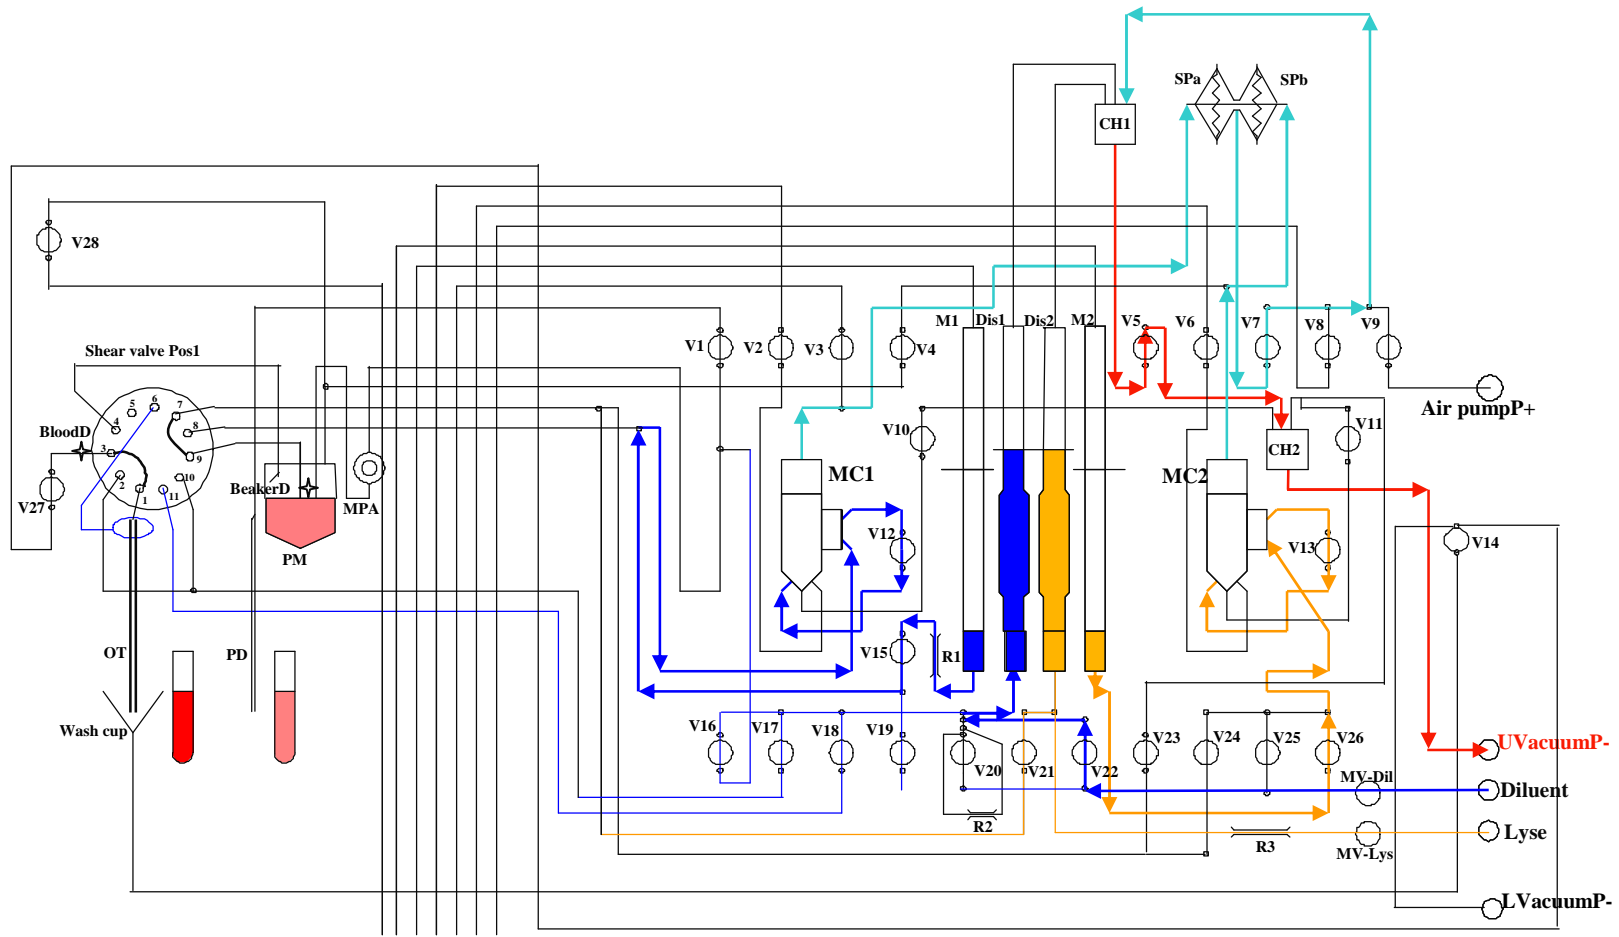 SPa
SPb
CH1
V28
M1
Dis1
Dis2
M2
V5
V6
V7
V8
V9
V1
V2
V3
V4
Shear valve Pos1
Air pumpP+
5
6
7
4
8
BloodD
3
9
V10
V11
CH2
2
10
1
11
MC1
MC2
BeakerD
V27
MPA
PM
V12
V13
V14
OT
PD
V15
R1
Wash cup
V16
V17
V18
V19
V20
V21
V22
V23
V24
V25
V26
UVacuumP-
MV-Dil
Diluent
R2
R3
MV-Lys
Lyse
LVacuumP-